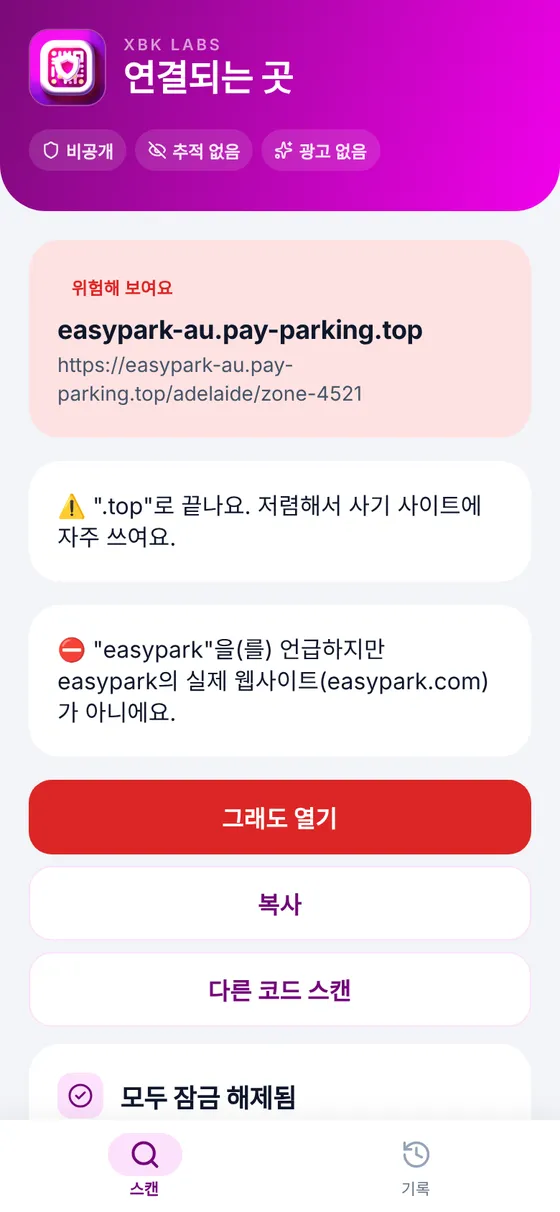 XBK LABS
연결되는 곳
비공개
추적 없음
광고 없음
위험해 보여요
easypark-au.pay-parking.top
https://easypark-au.pay-
parking.top/adelaide/zone-4521
⚠️ ".top"로 끝나요. 저렴해서 사기 사이트에
자주 쓰여요.
⛔ "easypark"을(를) 언급하지만
easypark의 실제 웹사이트(easypark.com)
가 아니에요.
그래도 열기
복사
다른 코드 스캔
모두 잠금 해제됨
스캔
기록